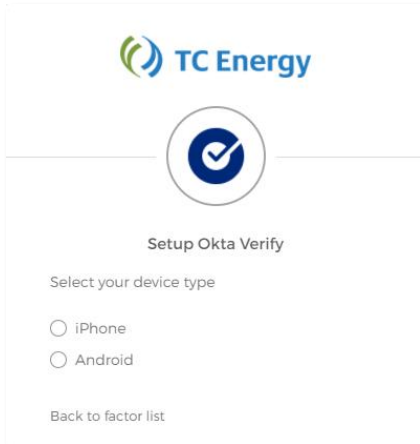 TC Energy
Setup Okta Verify
Select your device type
iPhone
Android
Back to factor list